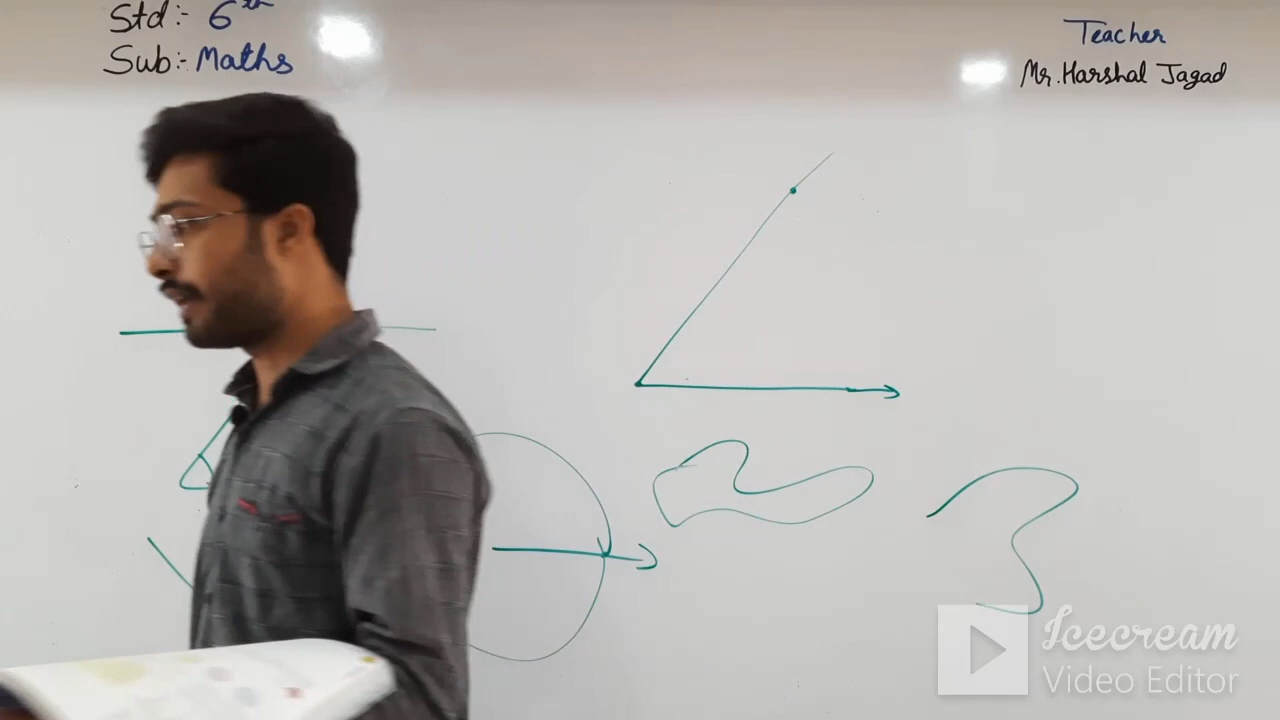 Std:- 6th
Sub:- Maths
Teacher
Mr. Harshal Jagad
Icecream
Video Editor